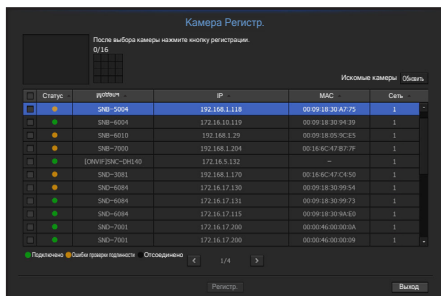 Камера Регистр.
После выбора камеры нажмите кнопку регистрации.
0/16
Искомые камеры Обновить
Статус IP MAC Сеть
SNB-5004 192.168.1.118 00:09:18:30:A7:75 1
SNB-6004 172.16.10.119 00:09:18:30:94:39 1
SNB-6010 192.168.1.29 00:09:18:05:9C:E5 1
SNB-7000 192.168.1.204 00:16:6C:47:B7:7F 1
[ONVIF]SNC-DH140 172.16.5.132 - 1
SND-3081 192.168.1.170 00:16:6C:47:C4:50 1
SND-6084 172.16.17.130 00:09:18:30:99:54 1
SND-6084 172.16.17.131 00:09:18:30:99:73 1
SND-6084 172.16.17.115 00:09:18:30:9A:E0 1
SND-7001 172.16.17.200 00:00:46:00:00:0A 1
SND-7001 172.16.17.200 00:00:46:00:00:09 1
Подключено Ошибки проверки подлинности Отсоединено
< 1/4 >
Регистр. Выход